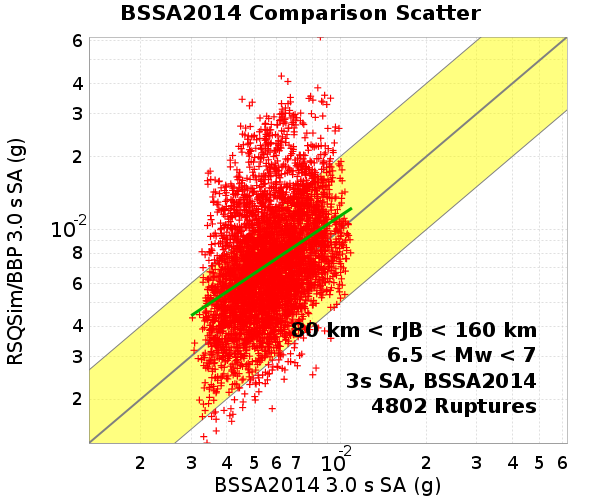 BSSA2014 Comparison Scatter
RSQSim/BBP 3.0 s SA (g)
6
4
3
2
10-2
8
6
4
3
2
80 km < rJB < 160 km
6.5 < Mw < 7
3s SA, BSSA2014
4802 Ruptures
2 3 4 5 6 7 10-2 2 3 4 5 6
BSSA2014 3.0 s SA (g)